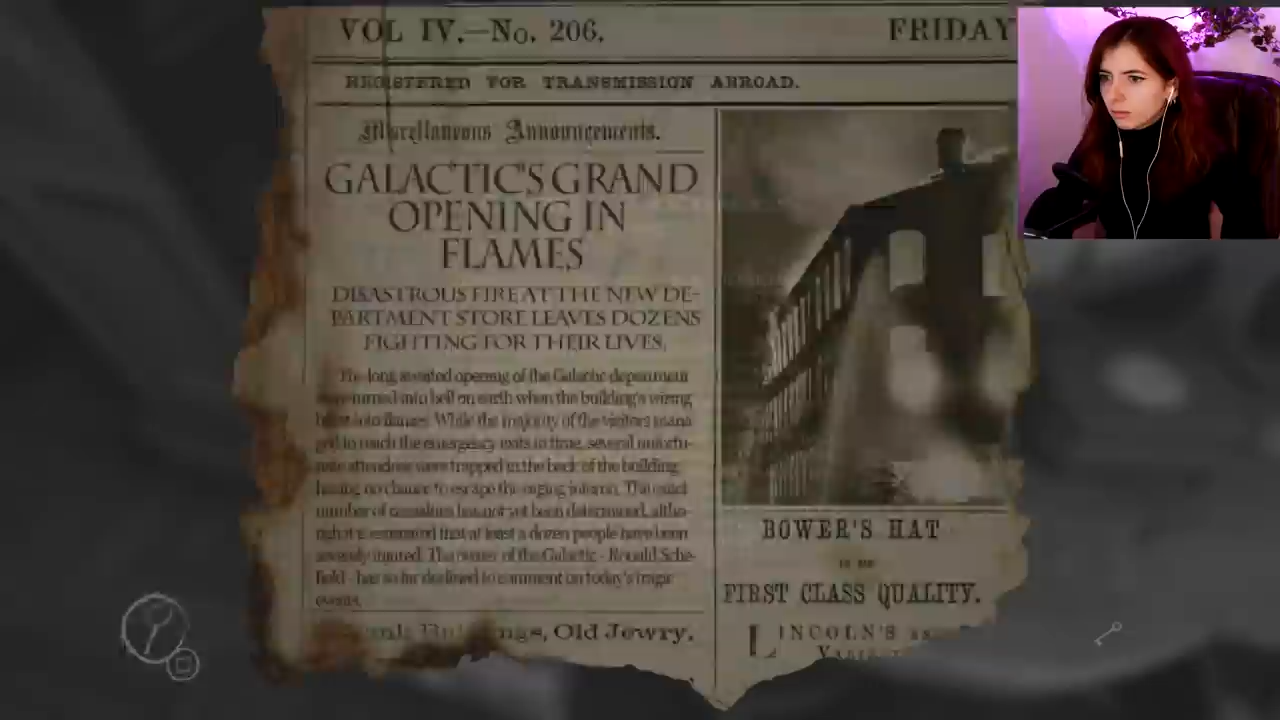 VOL IV.—No. 206.
FRIDAY
REGISTERED FOR TRANSMISSION ABROAD.
Miscellaneous Announcements.
GALACTIC'S GRAND
OPENING IN
FLAMES
DISASTROUS FIRE AT THE NEW DE-
PARTMENT STORE LEAVES DOZENS
FIGHTING FOR THEIR LIVES.
long awaited opening of the Galactic department
turned into hell on earth when the building's wiring
into flames. While the majority of the visitors mana-
ged to reach the emergency exits in time, several unfortu-
nate attendees were trapped in the back of the building,
having no chance to escape the raging inferno. The exact
number of casualties has not yet been determined, altho-
ugh it is estimated that at least a dozen people have been
severely injured. The owner of the Galactic - Ronald Sche-
field - has so far declined to comment on today's tragic
events.
Old Jewry,
BOWER'S HAT
FIRST CLASS QUALITY.
LINCOLN'S